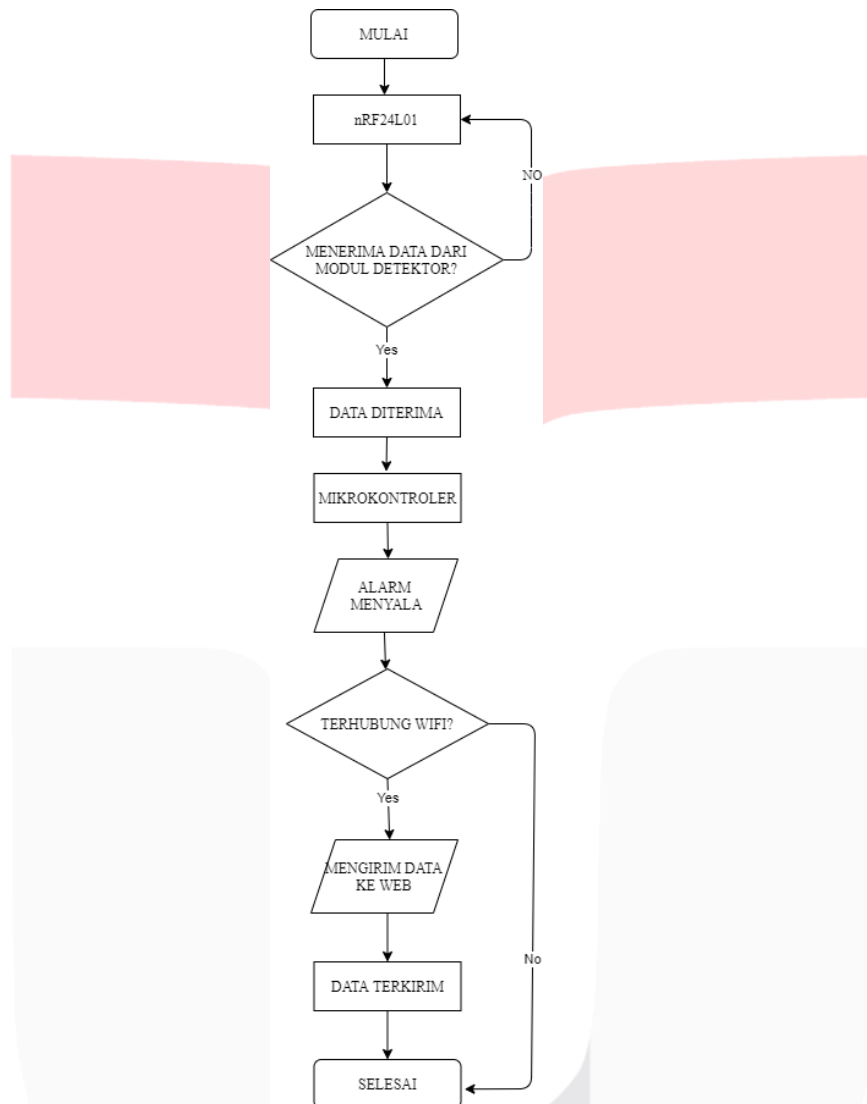 MULAI
nRF24L01
NO
MENERIMA DATA DARI
MODUL DETEKTOR?
Yes
DATA DITERIMA
MIKROKONTROLER
ALARM
MENYALA
TERHUBUNG WIFI?
Yes
MENGIRIM DATA
KE WEB
No
DATA TERKIRIM
SELESAI